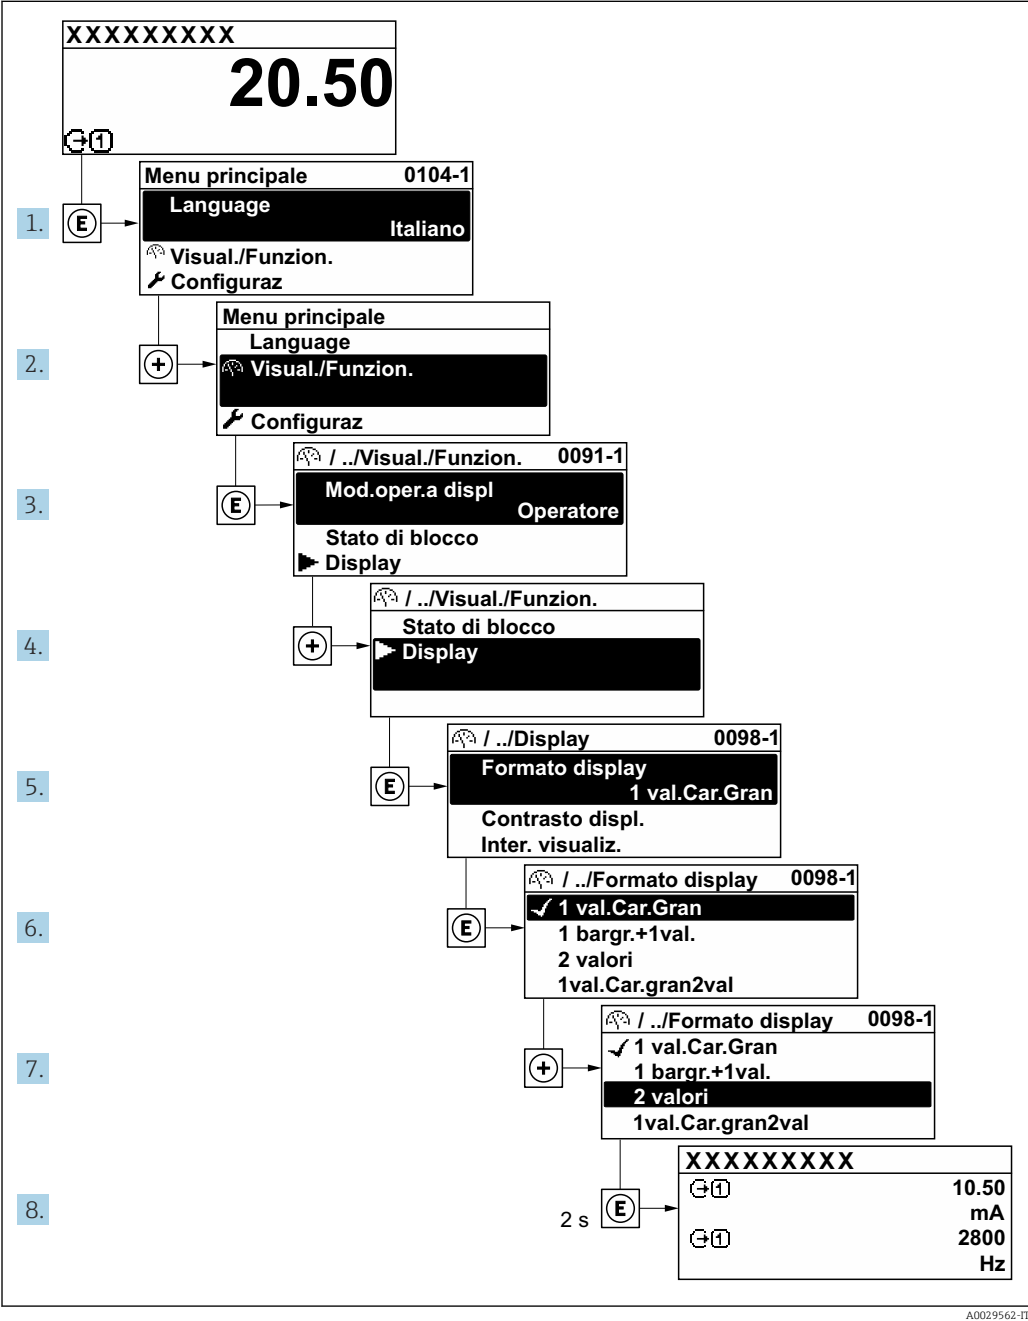 XXXXXXXXX
20.50
1
Menu principale 0104-1
Language
Italiano
Visual./Funzion.
Configuraz
1.
E
Menu principale
Language
Visual./Funzion.
Configuraz
2.
+
/ ../Visual./Funzion. 0091-1
Mod.oper.a displ
Operatore
Stato di blocco
Display
3.
E
/ ../Visual./Funzion.
Stato di blocco
Display
4.
+
/ ../Display 0098-1
Formato display
1 val.Car.Gran
Contrasto displ.
Inter. visualiz.
5.
E
/ ../Formato display 0098-1
1 val.Car.Gran
1 bargr.+1val.
2 valori
1val.Car.gran2val
6.
E
/ ../Formato display 0098-1
1 val.Car.Gran
1 bargr.+1val.
2 valori
1val.Car.gran2val
7.
+
XXXXXXXXX
1 10.50
mA
1 2800
Hz
8.
2 s
E
A0029562-IT